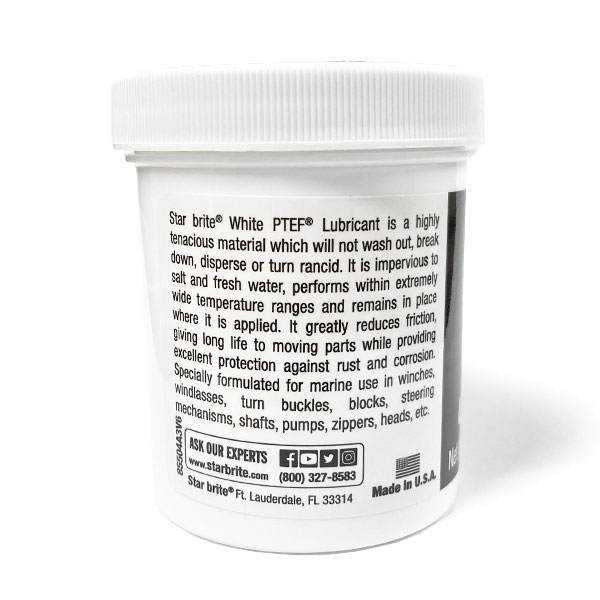 Star brite® White PTEF® Lubricant is a highly
tenacious material which will not wash out, break
down, disperse or turn rancid. It is impervious to
salt and fresh water, performs within extremely
wide temperature ranges and remains in place
where it is applied. It greatly reduces friction,
giving long life to moving parts while providing
excellent protection against rust and corrosion.
Specially formulated for marine use in winches,
windlasses, turn buckles, blocks, steering
mechanisms, shafts, pumps, zippers, heads, etc.
85504A3V6
ASK OUR EXPERTS
www.starbrite.com (800) 327-8583
Star brite® Ft. Lauderdale, FL 33314
Made in U.S.A.